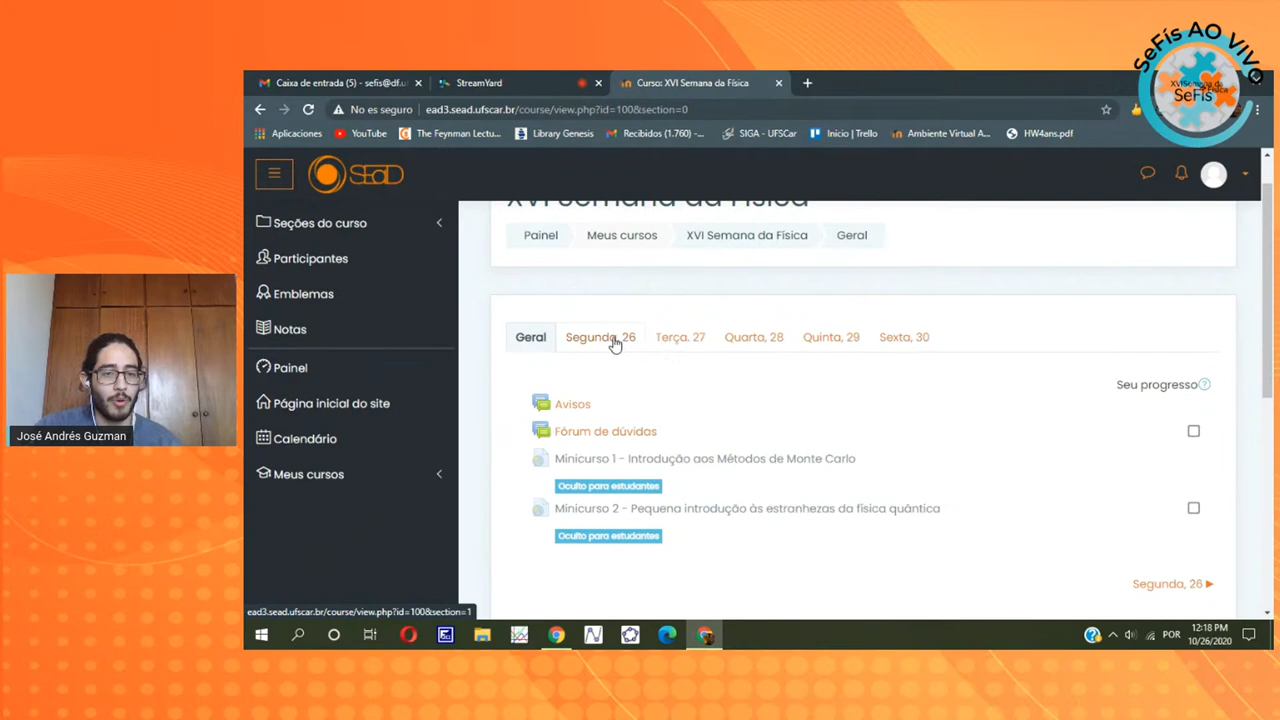 SeFís AO VIVO
XVI Semana da Física
SeFís
Caixa de entrada (5) - sefis@df.u
StreamYard
Curso: XVI Semana da Física
No es seguro
ead3.sead.ufscar.br/course/view.php?id=100&section=0
Aplicaciones
YouTube
The Feynman Lectu...
Library Genesis
Recibidos (1.760) -...
SIGA - UFSCar
Inicio | Trello
Ambiente Virtual A...
HW4ans.pdf
SEaD
XVI Semana da Física
Seções do curso
Participantes
Emblemas
Notas
Painel
Página inicial do site
Calendário
Meus cursos
Painel
Meus cursos
XVI Semana da Física
Geral
Geral
Segunda, 26
Terça, 27
Quarta, 28
Quinta, 29
Sexta, 30
Seu progresso
Avisos
Fórum de dúvidas
Minicurso 1 - Introdução aos Métodos de Monte Carlo
Oculto para estudantes
Minicurso 2 - Pequena introdução às estranhezas da física quântica
Oculto para estudantes
Segunda, 26 ►
José Andrés Guzman
ead3.sead.ufscar.br/course/view.php?id=100&section=1
POR
12:18 PM
10/26/2020